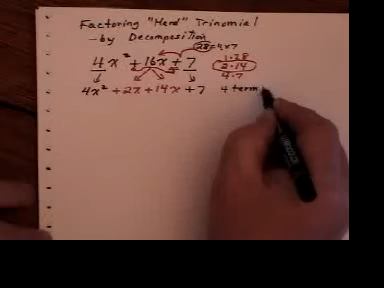 Factoring "Hard" Trinomial
- by Decomposition
28 = 4 x 7
4x² + 16x + 7
1 · 28
2 · 14
4 · 7
4x² + 2x + 14x + 7 4 term